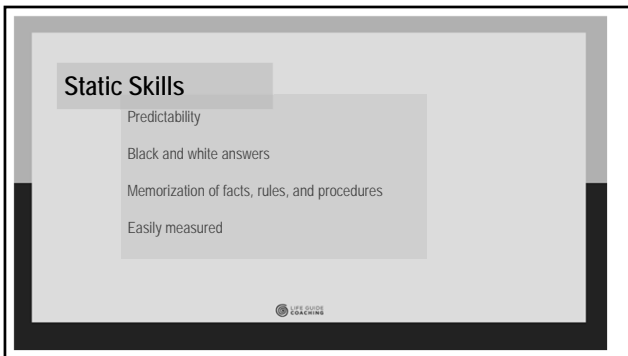 Static Skills
Predictability
Black and white answers
Memorization of facts, rules, and procedures
Easily measured
LIFE GUIDE
COACHING